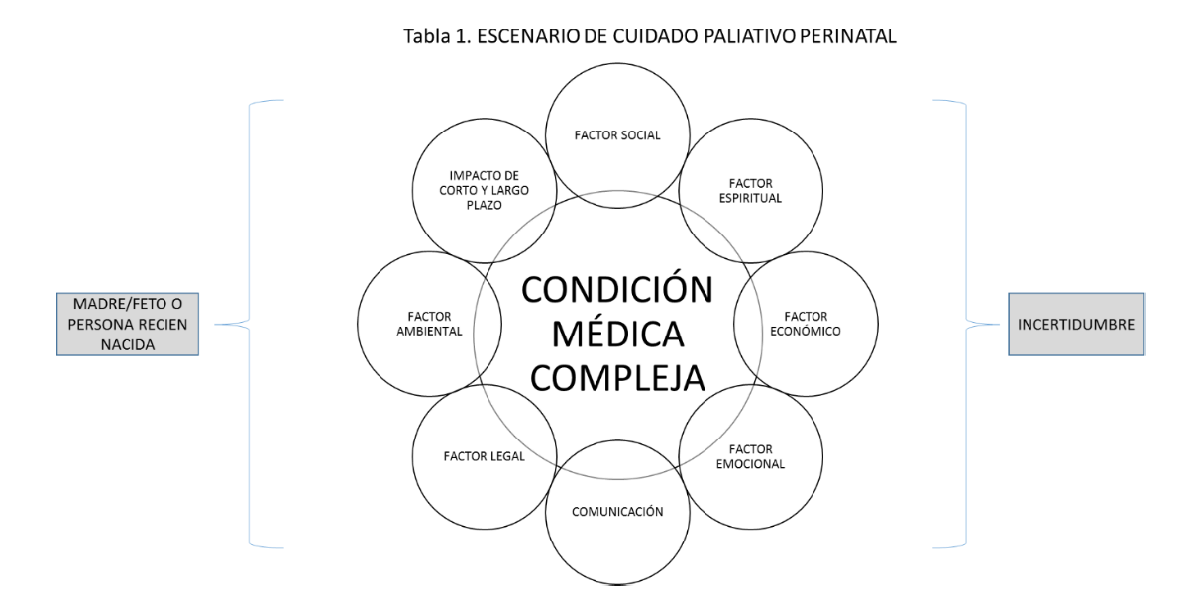 Tabla 1. ESCENARIO DE CUIDADO PALIATIVO PERINATAL
FACTOR SOCIAL
FACTOR
ESPIRITUAL
FACTOR
ECONÓMICO
FACTOR
EMOCIONAL
COMUNICACIÓN
FACTOR LEGAL
FACTOR
AMBIENTAL
IMPACTO DE
CORTO Y LARGO
PLAZO
CONDICIÓN
MÉDICA
COMPLEJA
MADRE/FETO O
PERSONA RECIEN
NACIDA
INCERTIDUMBRE